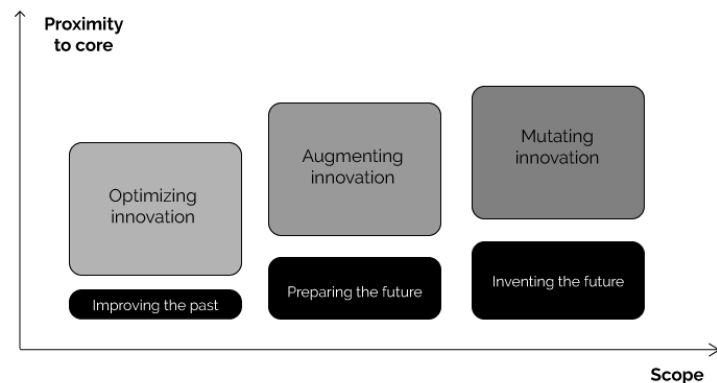 Proximity
to core
Optimizing
innovation
Improving the past
Augmenting
innovation
Preparing the future
Mutating
innovation
Inventing the future
Scope